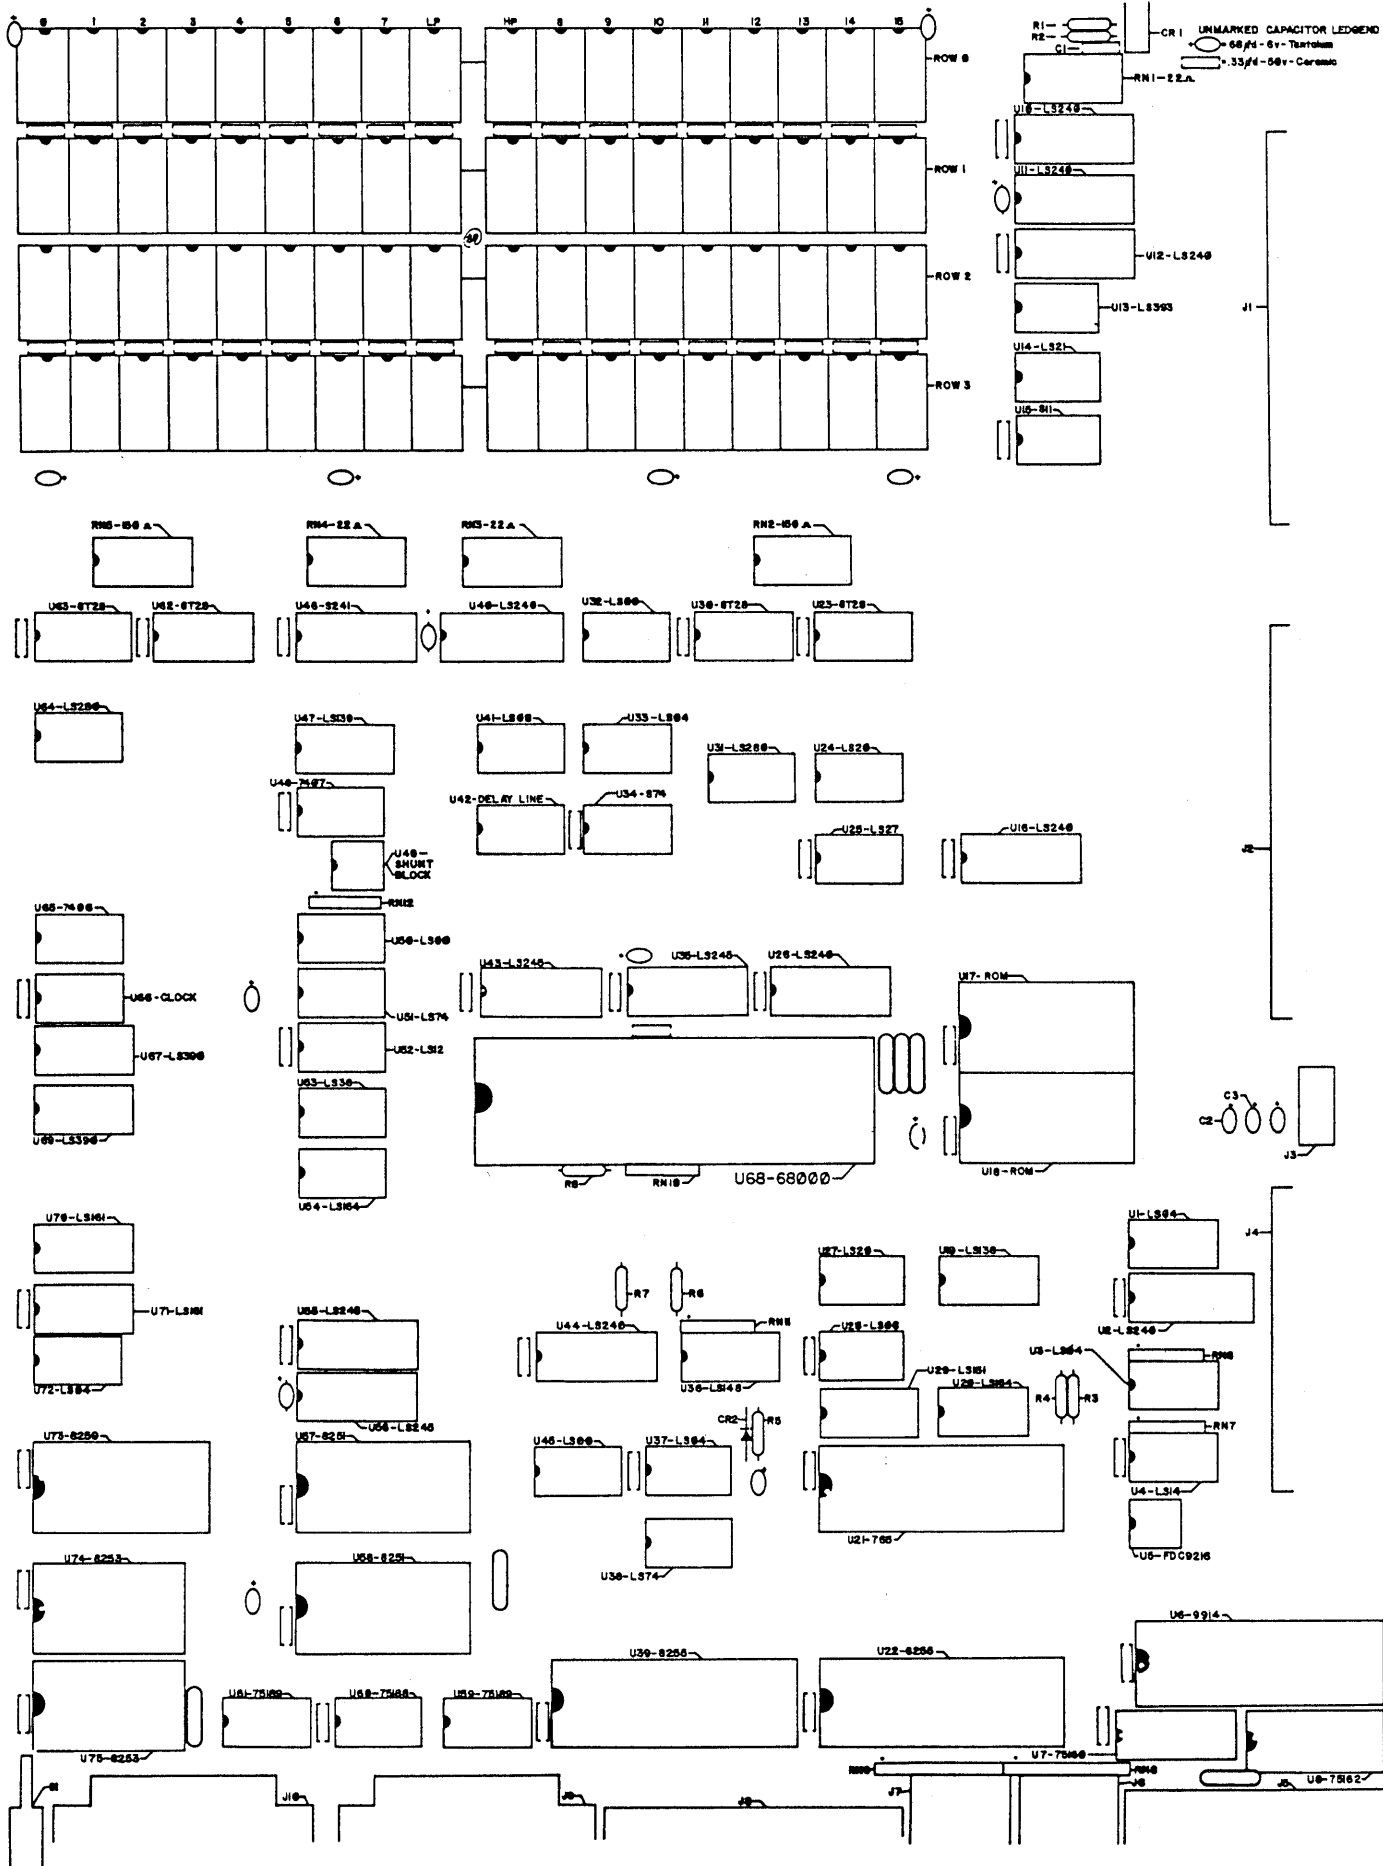 0 1 2 3 4 5 6 7 LP HP 8 9 10 11 12 13 14 15
R1
R2
C1
CR1
UNMARKED CAPACITOR LEDGEND
+ = 68µfd-6v-Tantalum
= .33µfd-50v-Ceramic
ROW 0
RN1-22Ω
U10-LS240
ROW 1
U11-LS240
ROW 2
U12-LS240
U13-LS393
J1
U14-LS21
ROW 3
U15-S11
RN5-150Ω
RN4-22Ω
RN3-22Ω
RN2-150Ω
U63-8T28
U62-8T28
U46-S241
U40-LS240
U32-LS00
U30-8T28
U23-8T28
U64-LS280
U47-LS139
U41-LS08
U33-LS04
U31-LS280
U24-LS20
U48-7407
U42-DELAY LINE
U34-S74
U25-LS27
U16-LS240
J2
U49-
SHUNT
BLOCK
RN12
U65-7406
U50-LS00
U43-LS245
U35-LS245
U26-LS240
U17-ROM
U66-CLOCK
U51-LS74
U67-LS390
U52-LS12
U53-LS38
C3
C2
J3
U69-LS390
U18-ROM
R8
RN10
U68-68000
U54-LS164
U70-LS161
U1-LS04
J4
U27-LS20
U19-LS138
R7
R6
U71-LS161
U55-LS245
U44-LS240
RN8
U28-LS08
U2-LS240
U3-LS04
RN6
U72-LS04
U36-LS148
U29-LS151
U20-LS164
R4
R3
U56-LS245
CR2
R5
RN7
U73-8259
U57-8251
U45-LS00
U37-LS04
U4-LS14
U21-765
U5-FDC9216
U74-8253
U58-8251
U38-LS74
U6-9914
U39-8255
U22-8255
U61-75189
U60-75188
U59-75189
U75-8253
U7-75160
U8-75162
S1
J10
J9
J8
J7
J6
J5